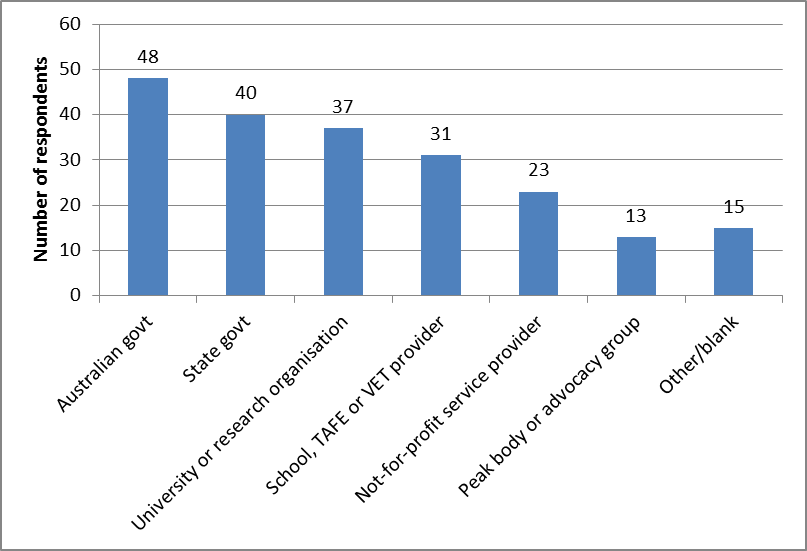 Number of respondents
60
50
40
30
20
10
0
48
40
37
31
23
13
15
Australian govt
State govt
University or research organisation
School, TAFE or VET provider
Not-for-profit service provider
Peak body or advocacy group
Other/blank